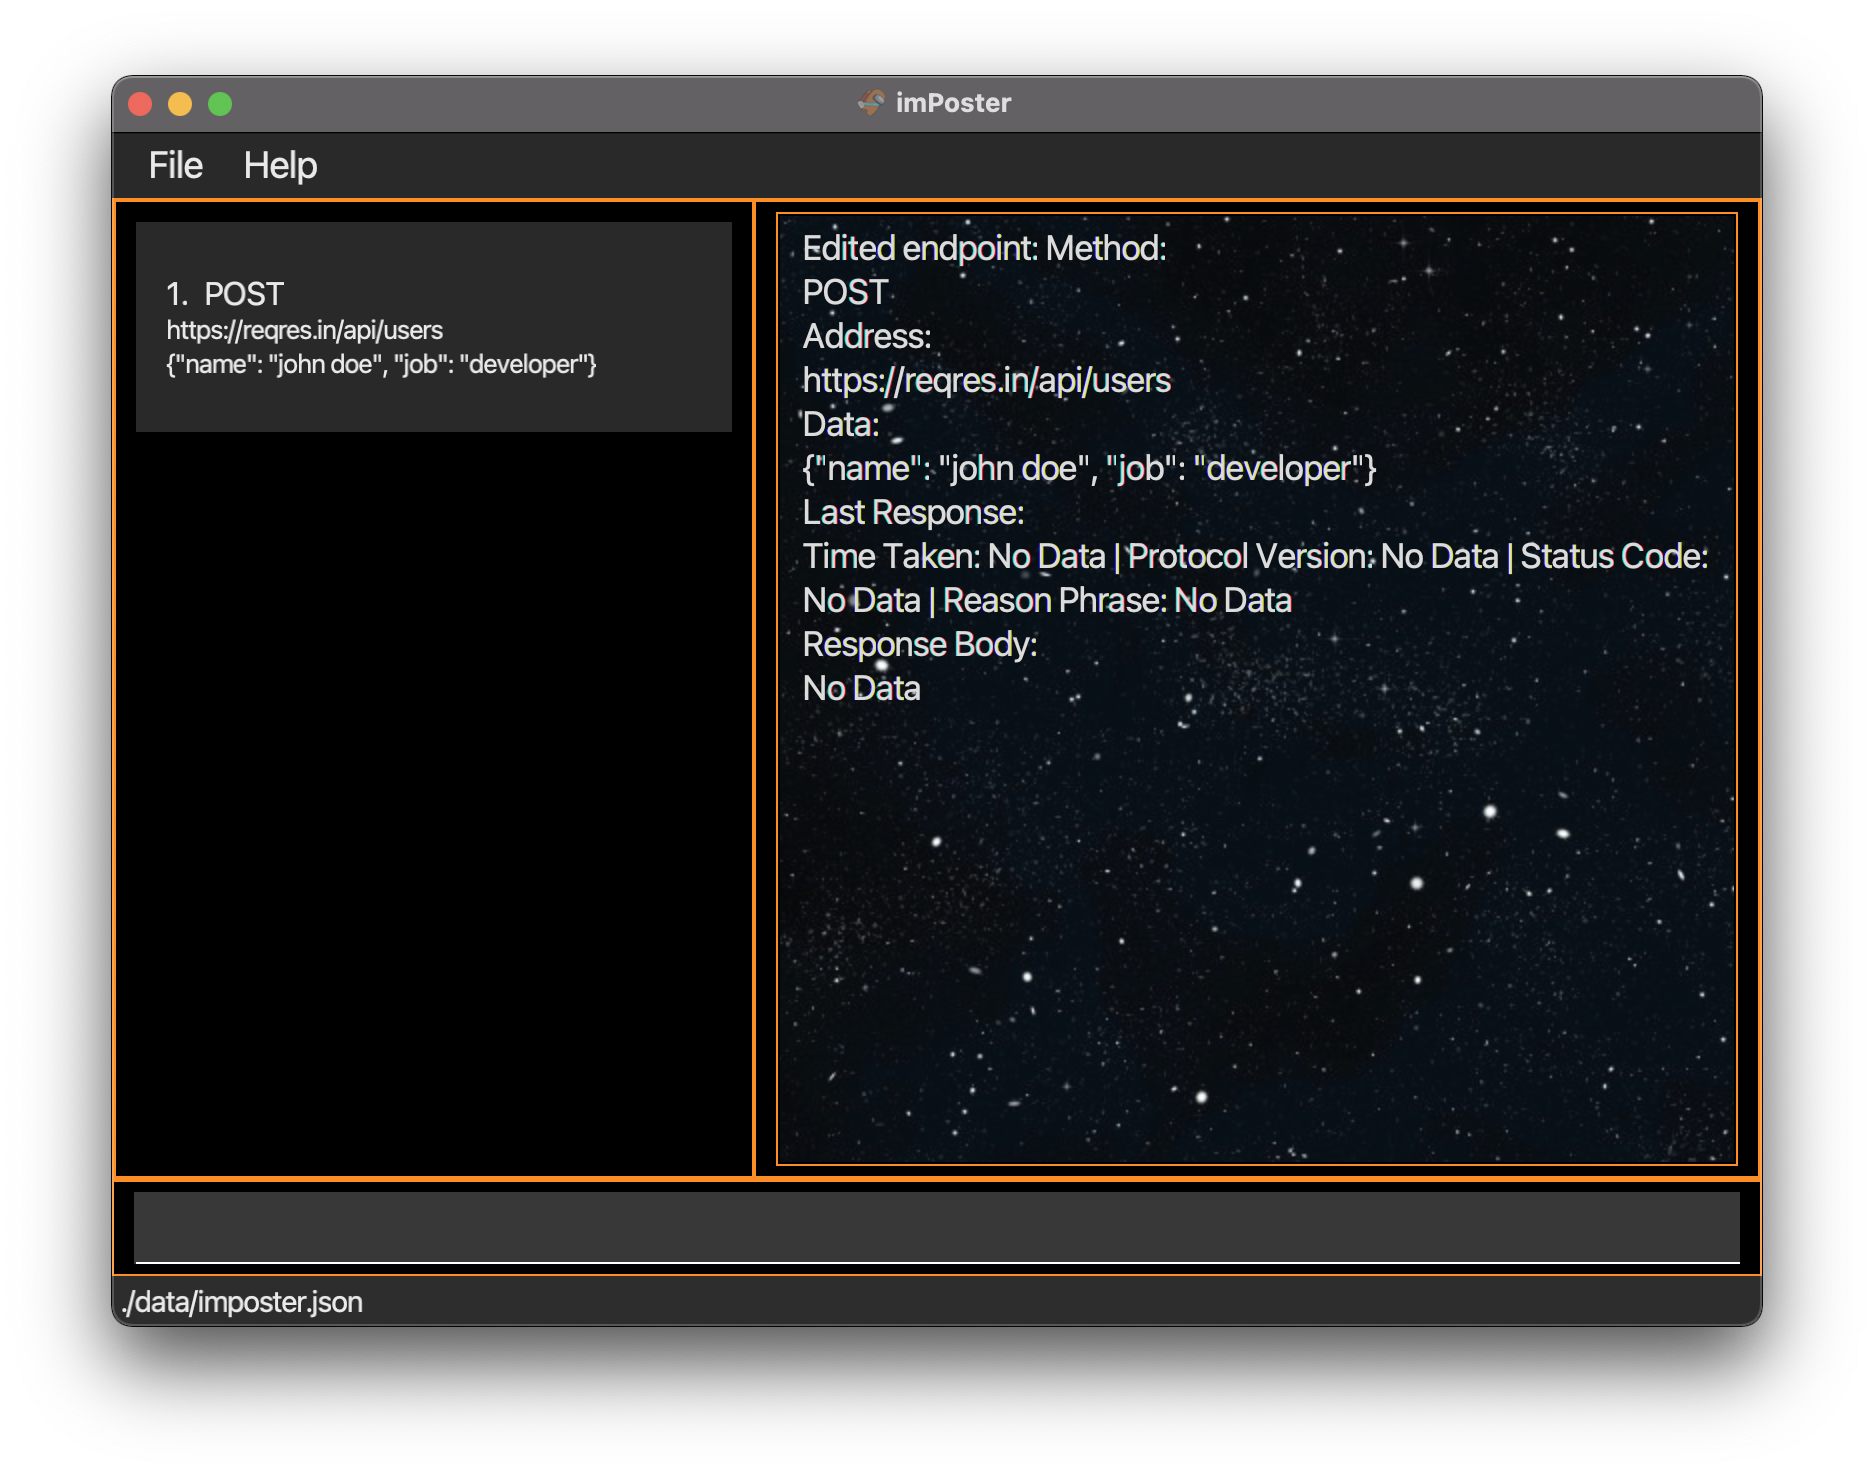 imPoster
File Help
1. POST
https://reqres.in/api/users
{"name": "john doe", "job": "developer"}
Edited endpoint: Method:
POST
Address:
https://reqres.in/api/users
Data:
{"name": "john doe", "job": "developer"}
Last Response:
Time Taken: No Data | Protocol Version: No Data | Status Code:
No Data | Reason Phrase: No Data
Response Body:
No Data
./data/imposter.json